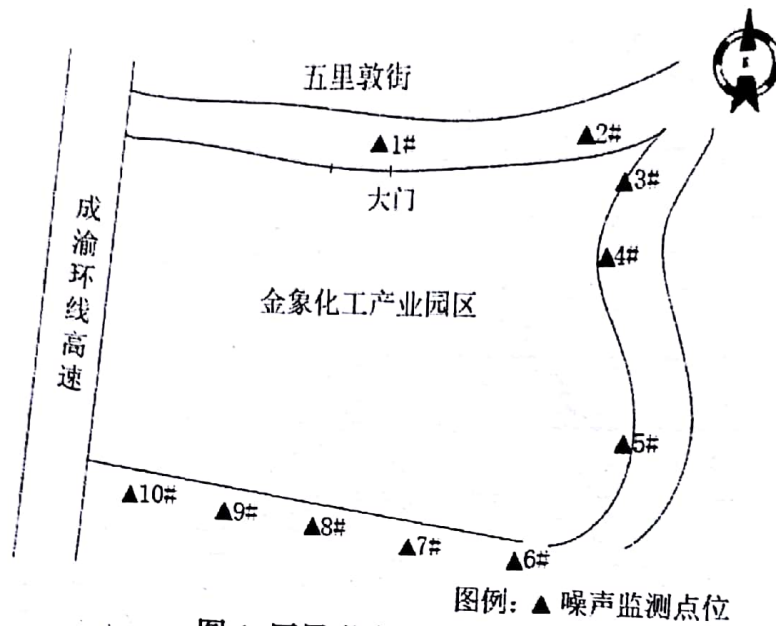 五里敦街
▲1#
▲2#
▲3#
大门
▲4#
成渝环线高速
金象化工产业园区
▲5#
▲10#
▲9#
▲8#
▲7#
▲6#
图例：▲ 噪声监测点位